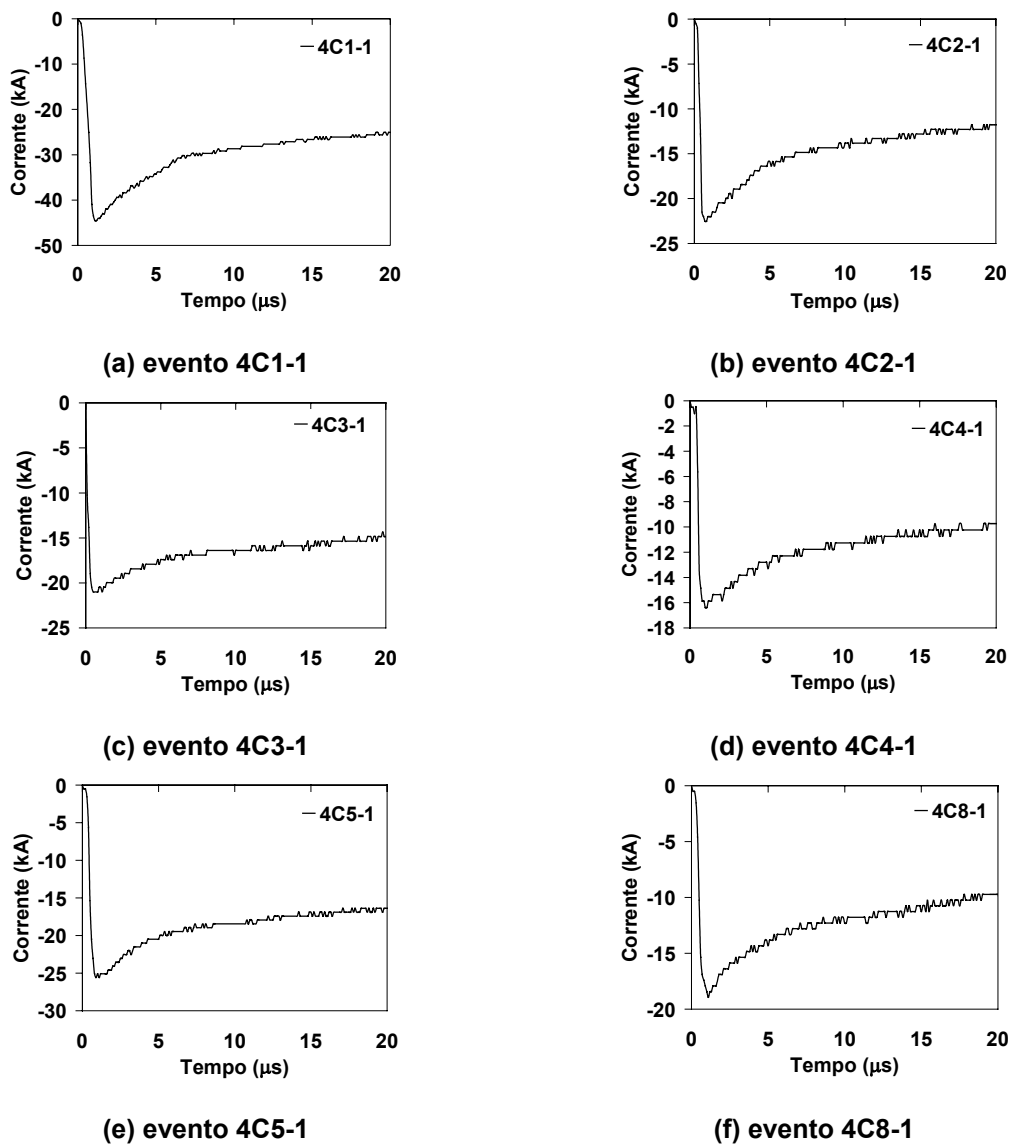 0
-10
-20
-30
-40
-50
Corrente (kA)
4C1-1
0 5 10 15 20
Tempo (μs)
(a) evento 4C1-1
0
-5
-10
-15
-20
-25
Corrente (kA)
4C2-1
0 5 10 15 20
Tempo (μs)
(b) evento 4C2-1
0
-5
-10
-15
-20
-25
Corrente (kA)
4C3-1
0 5 10 15 20
Tempo (μs)
(c) evento 4C3-1
0
-2
-4
-6
-8
-10
-12
-14
-16
-18
Corrente (kA)
4C4-1
0 5 10 15 20
Tempo (μs)
(d) evento 4C4-1
0
-5
-10
-15
-20
-25
-30
Corrente (kA)
4C5-1
0 5 10 15 20
Tempo (μs)
(e) evento 4C5-1
0
-5
-10
-15
-20
Corrente (kA)
4C8-1
0 5 10 15 20
Tempo (μs)
(f) evento 4C8-1